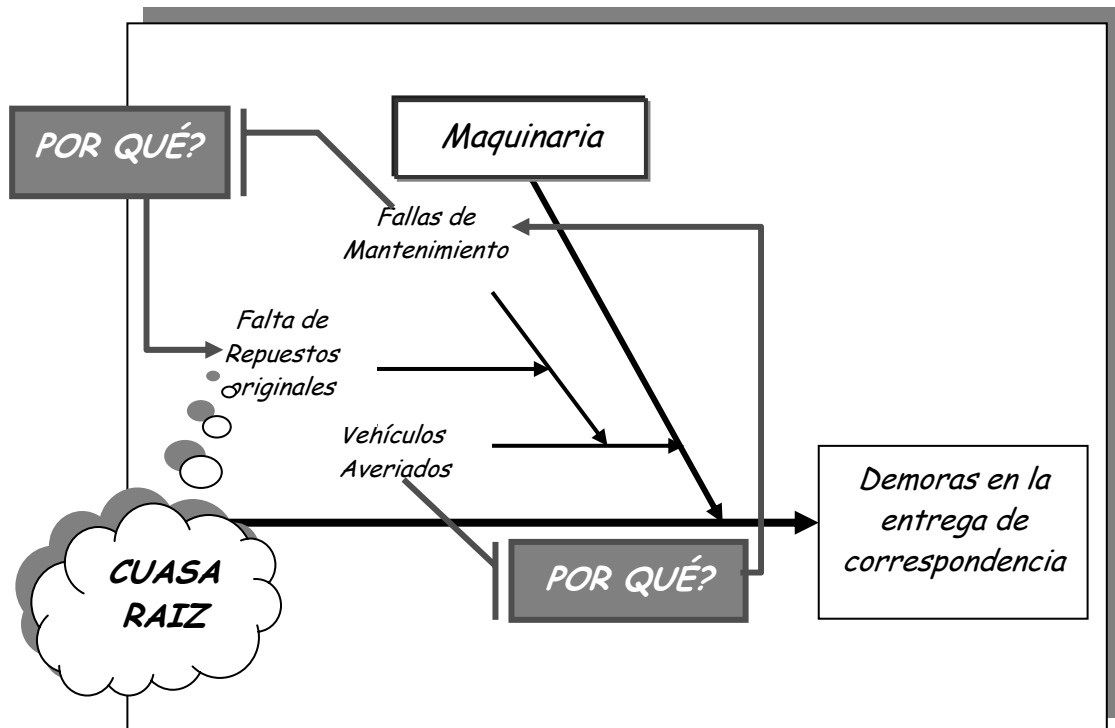 POR QUÉ?
Maquinaria
Fallas de
Mantenimiento
Falta de
Repuestos
originales
Vehículos
Averiados
Demoras en la
entrega de
correspondencia
POR QUÉ?
CUASA
RAIZ